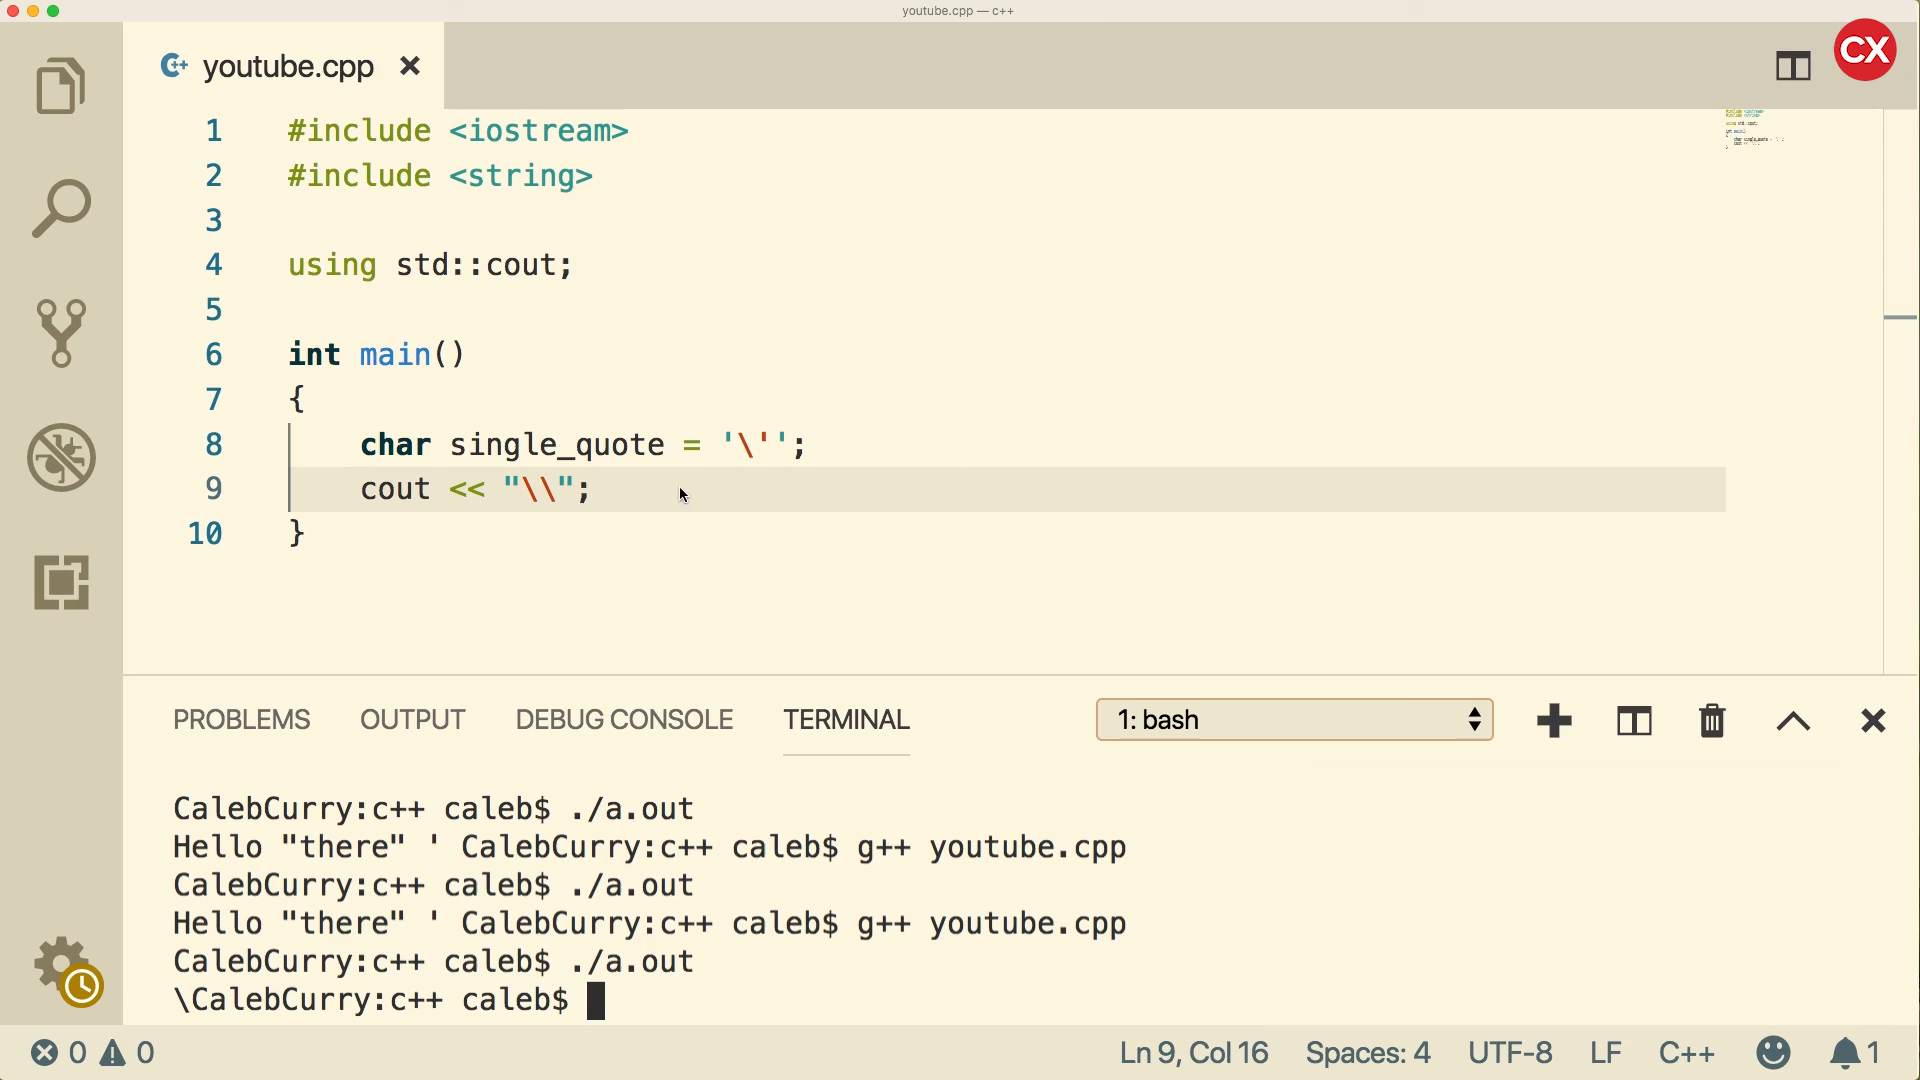 youtube.cpp — c++
youtube.cpp
CX
1 #include <iostream>
2 #include <string>
3
4 using std::cout;
5
6 int main()
7 {
8     char single_quote = '\'';
9     cout << "\\";
10 }
PROBLEMS OUTPUT DEBUG CONSOLE TERMINAL 1: bash
CalebCurry:c++ caleb$ ./a.out
Hello "there" ' CalebCurry:c++ caleb$ g++ youtube.cpp
CalebCurry:c++ caleb$ ./a.out
Hello "there" ' CalebCurry:c++ caleb$ g++ youtube.cpp
CalebCurry:c++ caleb$ ./a.out
\CalebCurry:c++ caleb$
0 0 Ln 9, Col 16 Spaces: 4 UTF-8 LF C++ 1